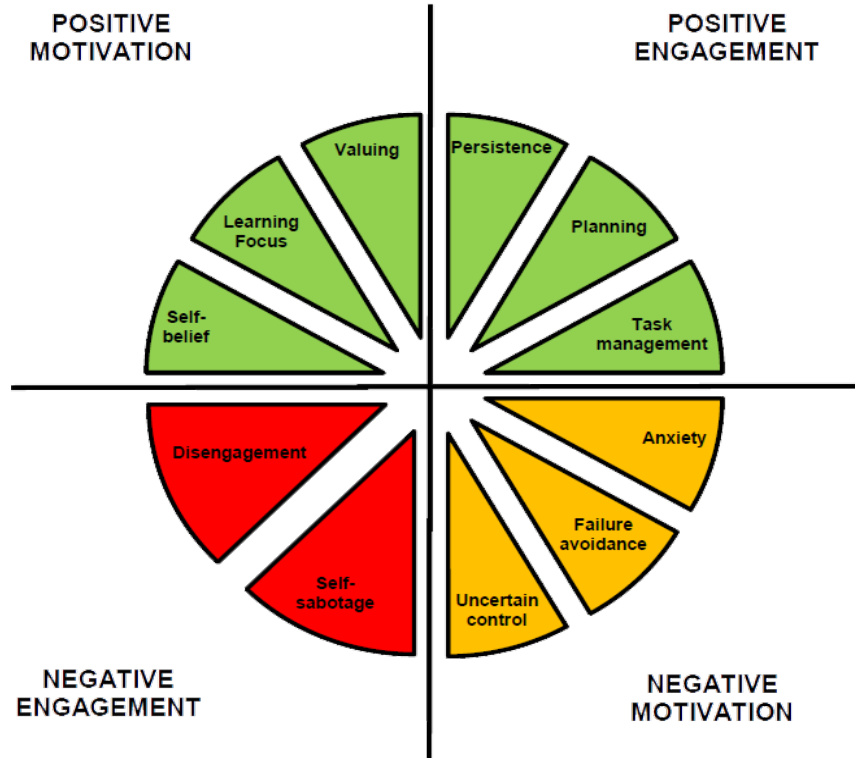 POSITIVE
MOTIVATION
POSITIVE
ENGAGEMENT
Valuing
Persistence
Learning
Focus
Planning
Self-
belief
Task
management
Disengagement
Anxiety
Self-
sabotage
Uncertain
control
Failure
avoidance
NEGATIVE
ENGAGEMENT
NEGATIVE
MOTIVATION